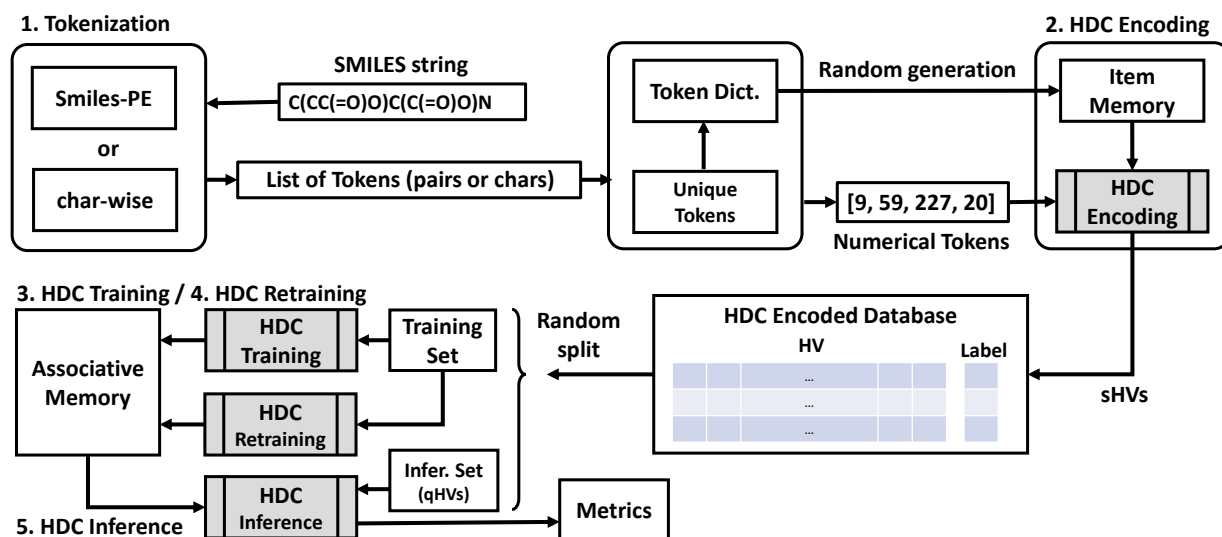 1. Tokenization
2. HDC Encoding
Smiles-PE
or
char-wise
SMILES string
C(CC(=O)O)C(C(=O)O)N
List of Tokens (pairs or chars)
Token Dict.
Unique
Tokens
Random generation
[9, 59, 227, 20]
Numerical Tokens
Item
Memory
HDC
Encoding
sHVs
HDC Encoded Database
HV
Label
...
...
...
Random
split
3. HDC Training / 4. HDC Retraining
Associative
Memory
HDC
Training
Training
Set
HDC
Retraining
Infer. Set
(qHVs)
HDC
Inference
5. HDC Inference
Metrics